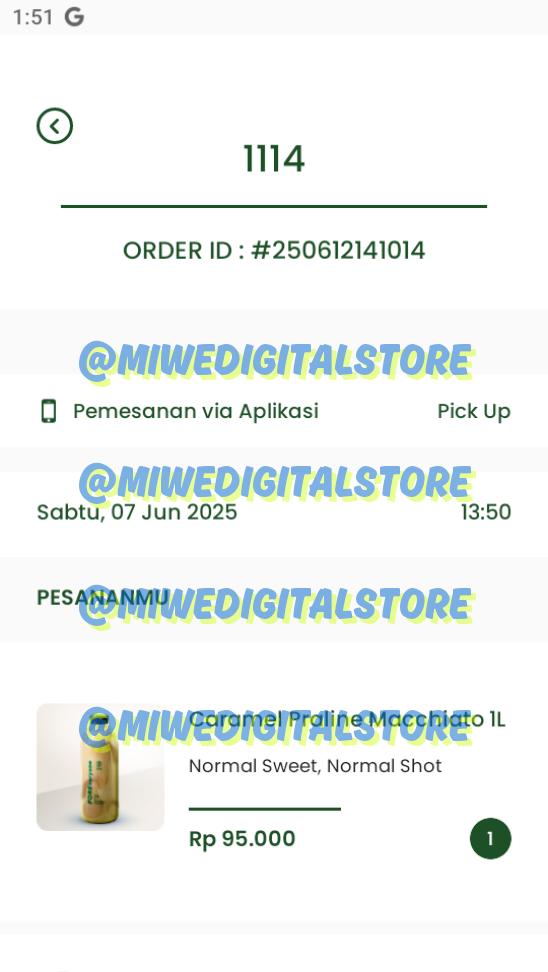 1:51 G
1114
ORDER ID : #250612141014
@MIWEDIGITALSTORE
Pemesanan via Aplikasi Pick Up
@MIWEDIGITALSTORE
Sabtu, 07 Jun 2025 13:50
PESANANMU
@MIWEDIGITALSTORE
Caramel Praline Macchiato 1L
@MIWEDIGITALSTORE
Normal Sweet, Normal Shot
Rp 95.000 1